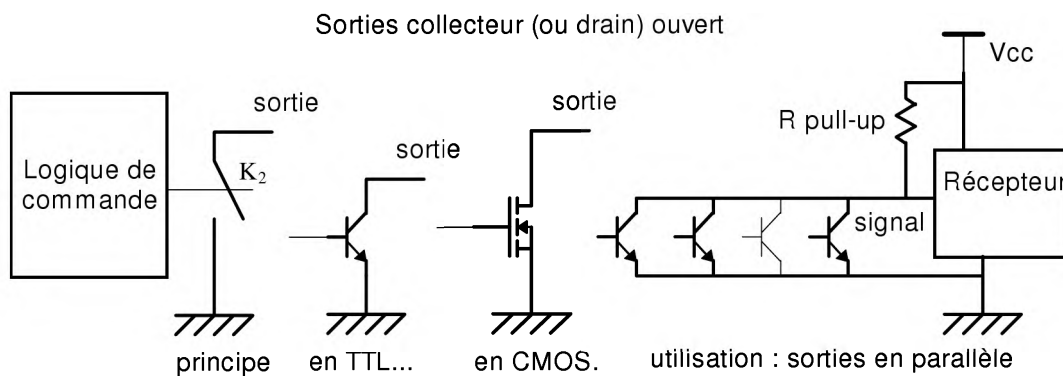 Sorties collecteur (ou drain) ouvert
Vcc
sortie
sortie
sortie
R pull-up
Logique de
commande
K2
Récepteur
signal
principe
en TTL...
en CMOS.
utilisation : sorties en parallèle